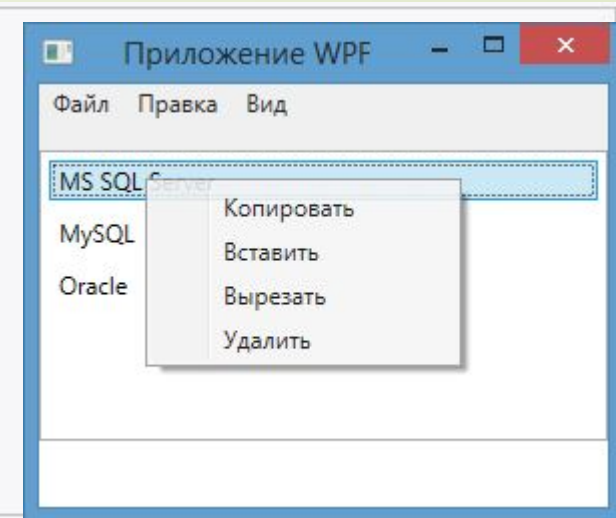 Приложение WPF
Файл Правка Вид
MS SQL Server
MySQL
Oracle
Копировать
Вставить
Вырезать
Удалить